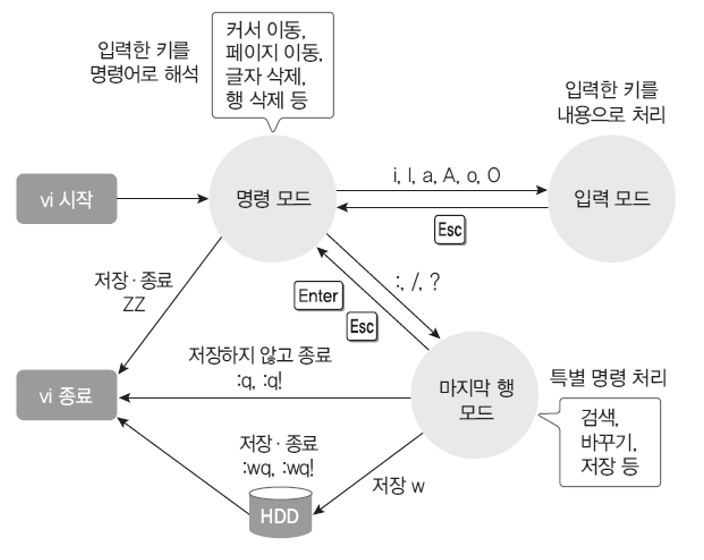 입력한 키를
명령어로 해석
커서 이동,
페이지 이동,
글자 삭제,
행 삭제 등
입력한 키를
내용으로 처리
vi 시작
명령 모드
i, I, a, A, o, O
Esc
입력 모드
저장·종료
ZZ
:, /, ?
Enter
Esc
저장하지 않고 종료
:q, :q!
vi 종료
마지막 행
모드
특별 명령 처리
검색,
바꾸기,
저장 등
저장·종료
:wq, :wq!
저장 w
HDD